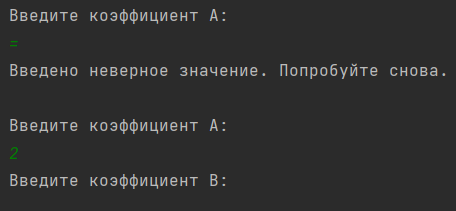 Введите коэффициент A:
=
Введено неверное значение. Попробуйте снова.
Введите коэффициент A:
2
Введите коэффициент B: